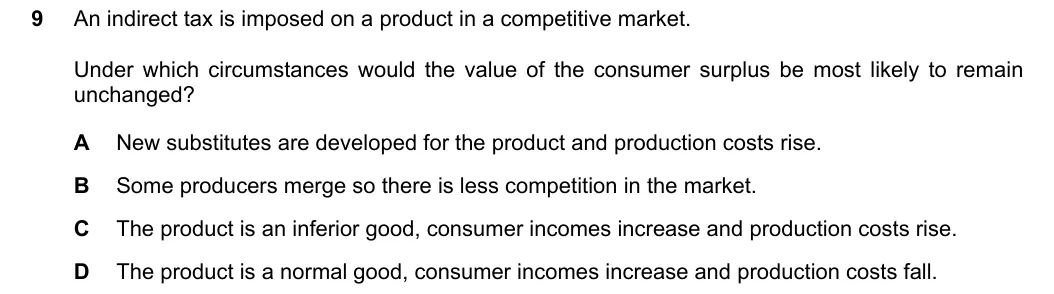 9 An indirect tax is imposed on a product in a competitive market.
Under which circumstances would the value of the consumer surplus be most likely to remain
unchanged?
A New substitutes are developed for the product and production costs rise.
B Some producers merge so there is less competition in the market.
C The product is an inferior good, consumer incomes increase and production costs rise.
D The product is a normal good, consumer incomes increase and production costs fall.